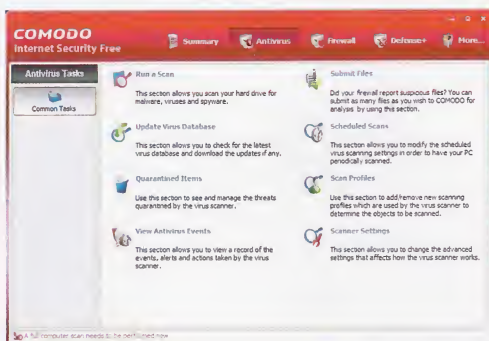 COMODO
Internet Security
Free
Summary
Antivirus
Firewall
Defense+
More...
Antivirus Tasks
Common Tasks
Run a Scan
This section allows you scan your hard drive for
malware, viruses and spyware.
Update Virus Database
This section allows you to check for the latest
virus database and download the updates if any.
Quarantined Items
Use this section to see and manage the threats
quarantined by the virus scanner.
View Antivirus Events
This section allows you to view a record of the
events, alerts and actions taken by the virus
scanner.
Submit Files
Did your firewall report suspicious files? You can
submit as many files as you wish to COMODO for
analysis by using this section.
Scheduled Scans
This section allows you to modify the scheduled
virus scanning settings in order to have your PC
periodically scanned.
Scan Profiles
Use this section to add/remove new scanning
profiles which are used by the virus scanner to
determine the objects to be scanned.
Scanner Settings
This section allows you to change the advanced
settings that affects how the virus scanner works.
A full computer scan needs to be performed now